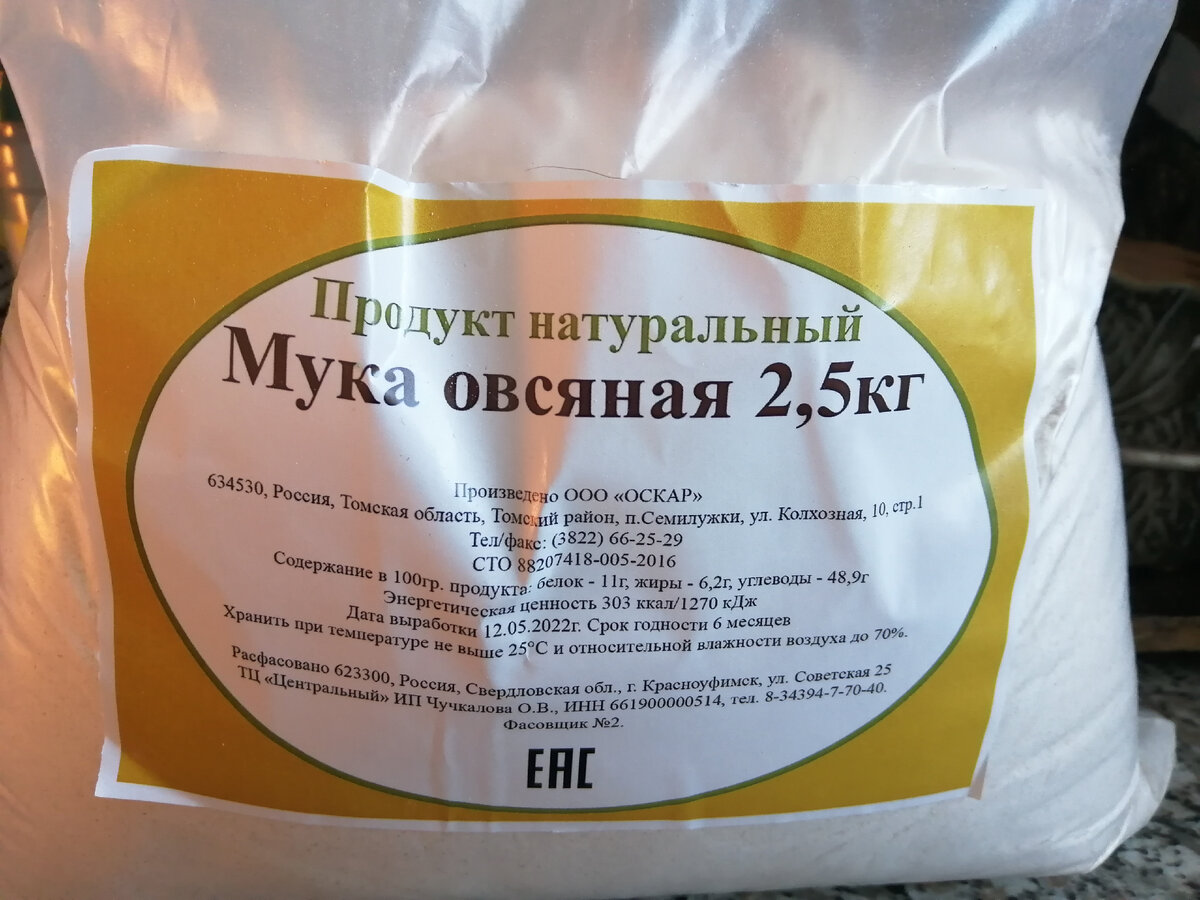 Продукт натуральный
Мука овсяная 2,5кг
Произведено ООО «ОСКАР»
634530, Россия, Томская область, Томский район, п.Семилужки, ул. Колхозная, 10, стр.1
Тел/факс: (3822) 66-25-29
СТО 88207418-005-2016
Содержание в 100гр. продукта: белок - 11г, жиры - 6,2г, углеводы - 48,9г
Энергетическая ценность 303 ккал/1270 кДж
Дата выработки 12.05.2022г. Срок годности 6 месяцев
Хранить при температуре не выше 25°С и относительной влажности воздуха до 70%.
Расфасовано 623300, Россия, Свердловская обл., г. Красноуфимск, ул. Советская 25
ТЦ «Центральный» ИП Чучкалова О.В., ИНН 661900000514, тел. 8-34394-7-70-40.
Фасовщик №2.
ЕАС